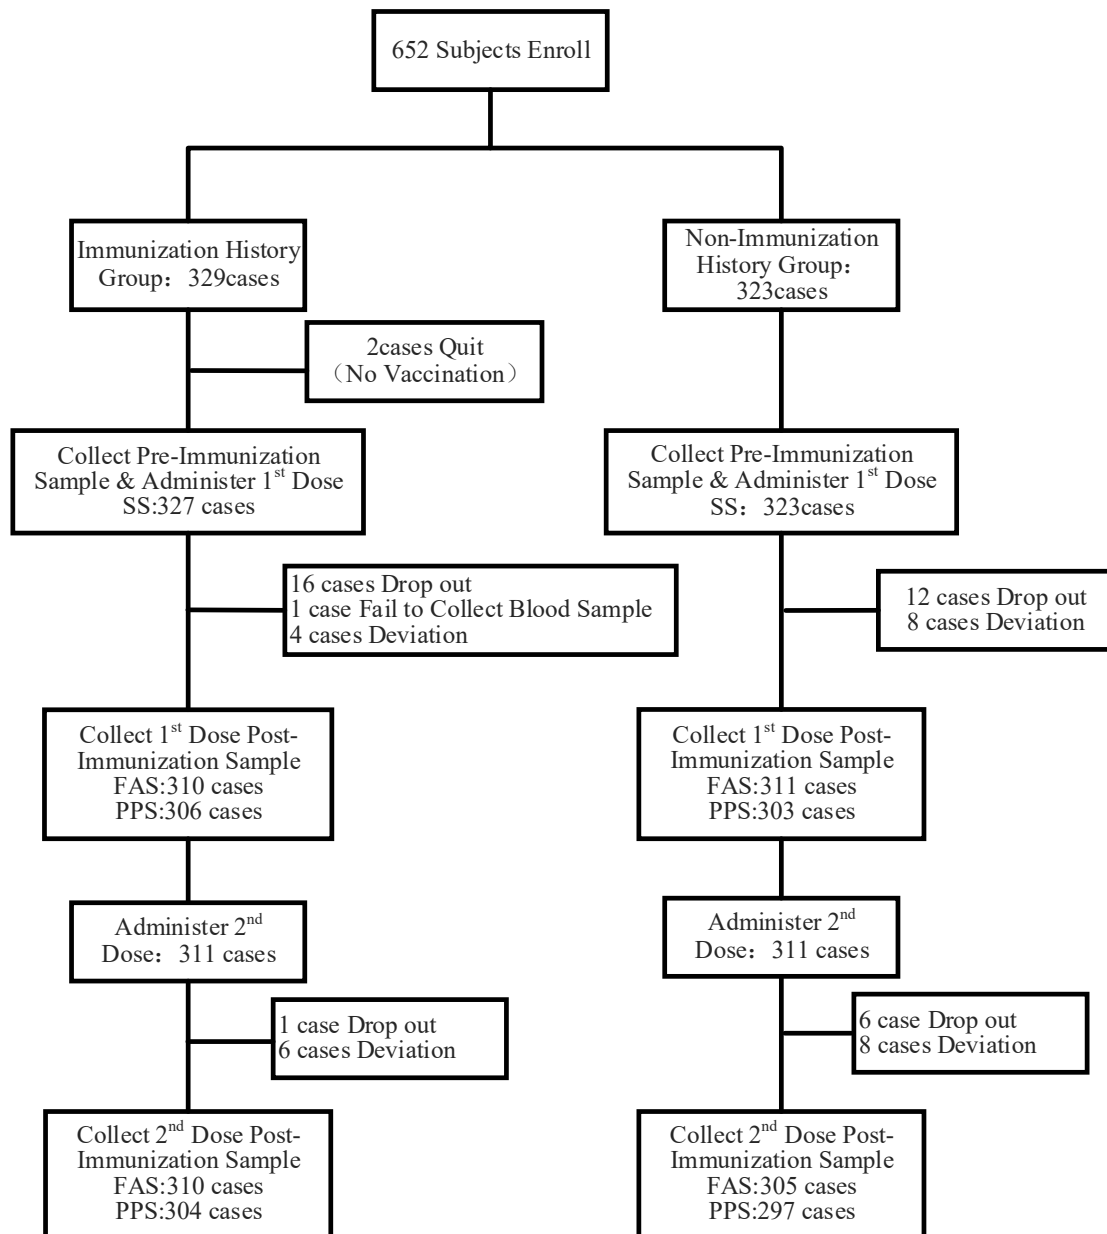 652 Subjects Enroll
Immunization History
Group：329cases
Non-Immunization
History Group：
323cases
2cases Quit
（No Vaccination）
Collect Pre-Immunization
Sample & Administer 1st Dose
SS:327 cases
Collect Pre-Immunization
Sample & Administer 1st Dose
SS：323cases
16 cases Drop out
1 case Fail to Collect Blood Sample
4 cases Deviation
12 cases Drop out
8 cases Deviation
Collect 1st Dose Post-
Immunization Sample
FAS:310 cases
PPS:306 cases
Collect 1st Dose Post-
Immunization Sample
FAS:311 cases
PPS:303 cases
Administer 2nd
Dose：311 cases
Administer 2nd
Dose：311 cases
1 case Drop out
6 cases Deviation
6 case Drop out
8 cases Deviation
Collect 2nd Dose Post-
Immunization Sample
FAS:310 cases
PPS:304 cases
Collect 2nd Dose Post-
Immunization Sample
FAS:305 cases
PPS:297 cases